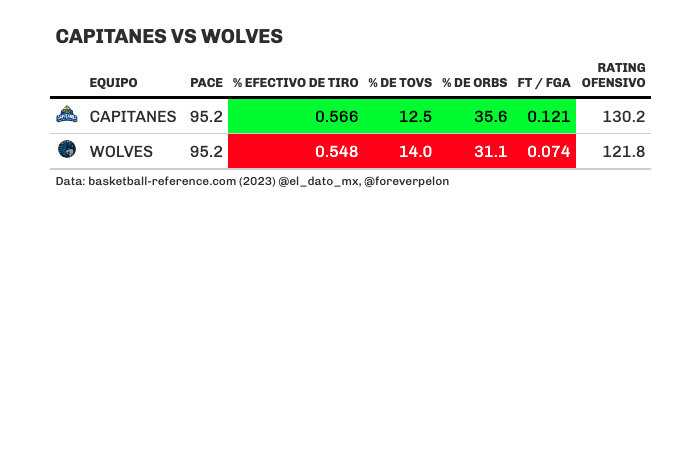 CAPITANES VS WOLVES
EQUIPO PACE % EFECTIVO DE TIRO % DE TOVS % DE ORBS FT / FGA RATING OFENSIVO
CAPITANES 95.2 0.566 12.5 35.6 0.121 130.2
WOLVES 95.2 0.548 14.0 31.1 0.074 121.8
Data: basketball-reference.com (2023) @el_dato_mx, @foreverpelon